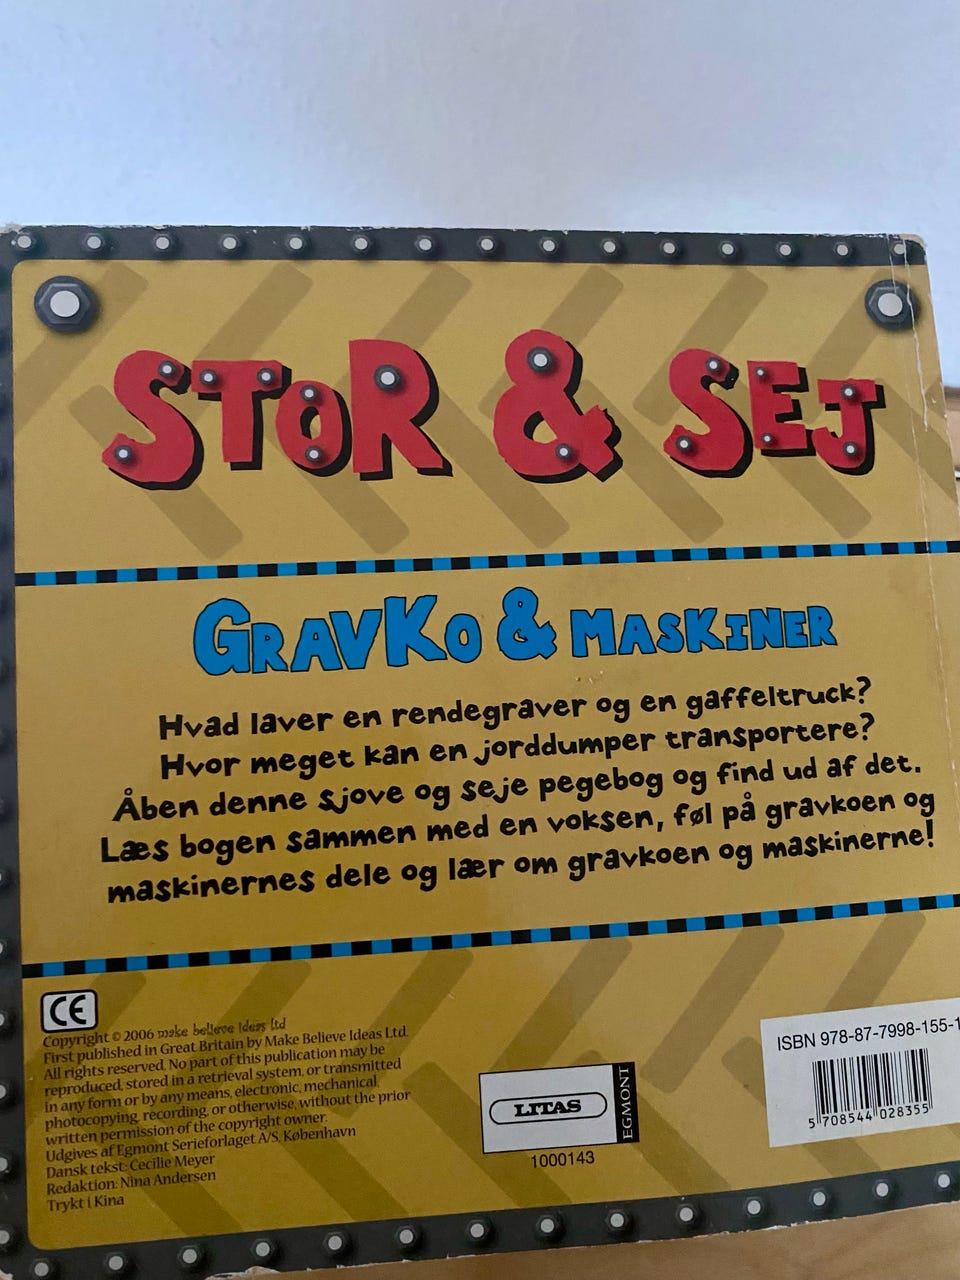 STOR & SEJ
GRAVKO & MASKINER
Hvad laver en rendegraver og en gaffeltruck?
Hvor meget kan en jorddumper transportere?
Åben denne sjove og seje pegebog og find ud af det.
Læs bogen sammen med en voksen, føl på gravkoen og
maskinernes dele og lær om gravkoen og maskinerne!
CE
Copyright © 2006 make believe ideas ltd
First published in Great Britain by Make Believe Ideas Ltd.
All rights reserved. No part of this publication may be
reproduced, stored in a retrieval system, or transmitted
in any form or by any means, electronic, mechanical,
photocopying, recording, or otherwise, without the prior
written permission of the copyright owner.
Udgives af Egmont Serieforlaget A/S, København
Dansk tekst: Cecilie Meyer
Redaktion: Nina Andersen
Trykt i Kina
LITAS
EGMONT
1000143
ISBN 978-87-7998-155-1
5 708544 028355